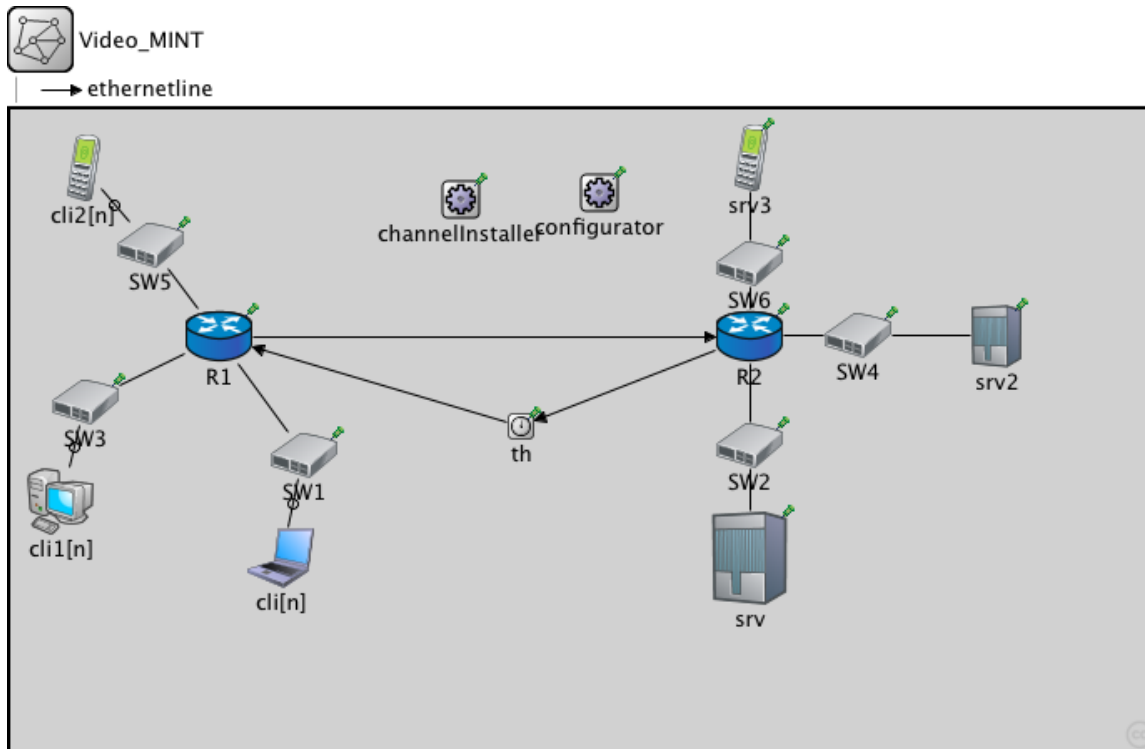 Video_MINT
ethernetline
cli2[n]
SW5
channelInstaller
configurator
srv3
SW6
R1
R2
SW4
srv2
SW3
th
SW1
SW2
cli1[n]
cli[n]
srv